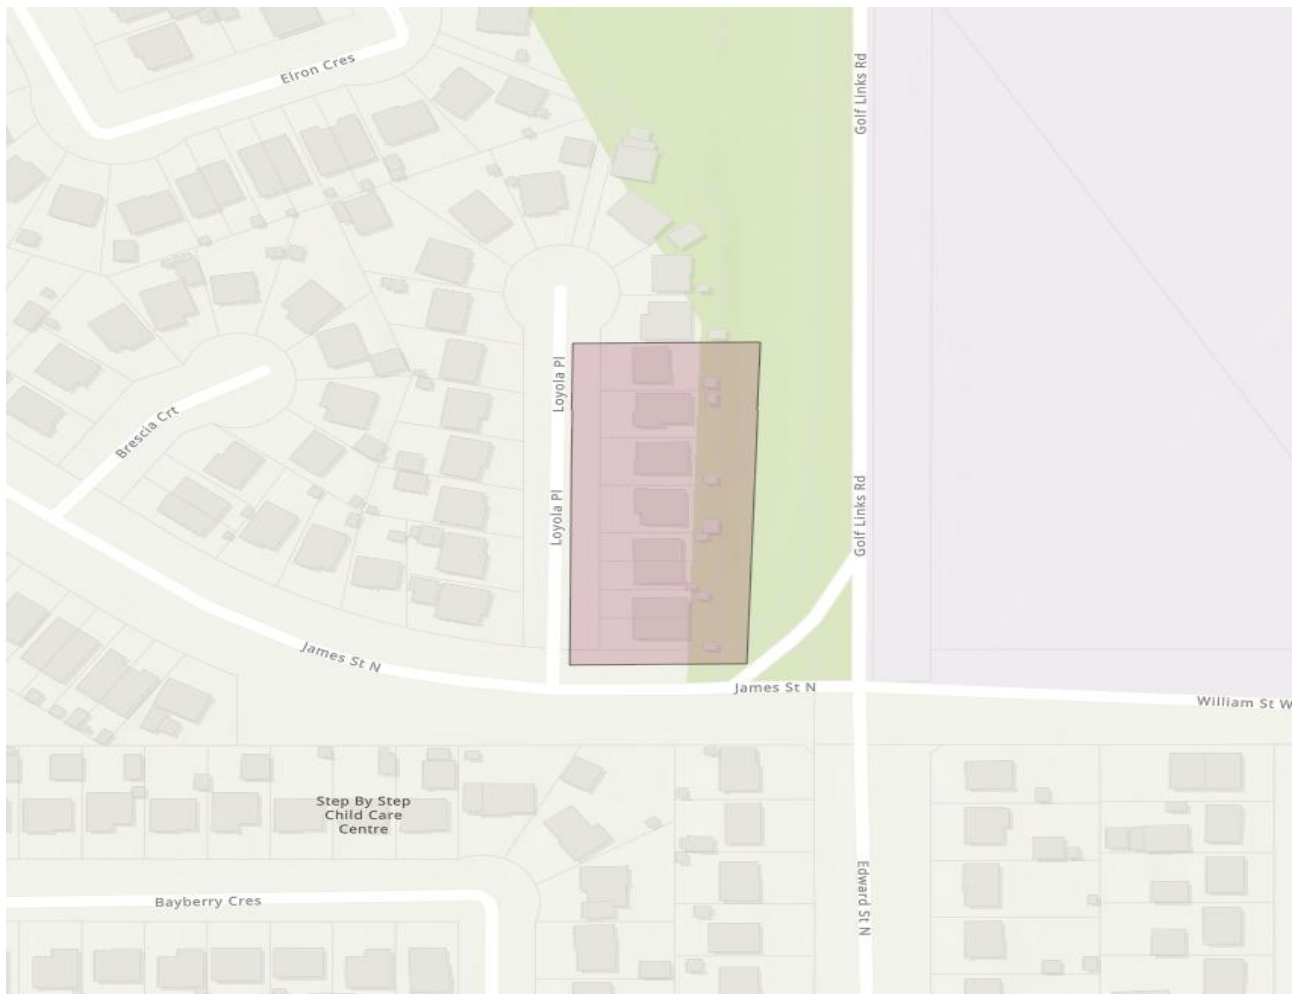 Elron Cres
Golf Links Rd
Loyola Pl
Brescia Crt
Loyola Pl
Golf Links Rd
James St N
James St N
William St W
Step By Step
Child Care
Centre
Edward St N
Bayberry Cres